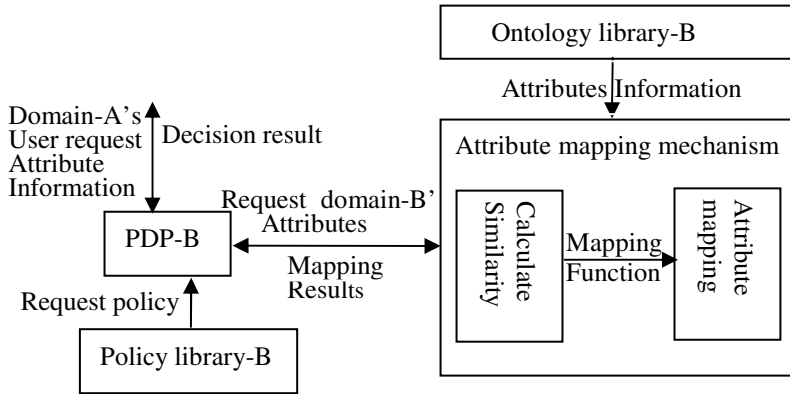 Ontology library-B
Attributes Information
Domain-A's
User request
Attribute
Information
Decision result
Attribute mapping mechanism
Request domain-B'
Attributes
PDP-B
Mapping
Results
Calculate
Similarity
Mapping
Function
Attribute
mapping
Request policy
Policy library-B